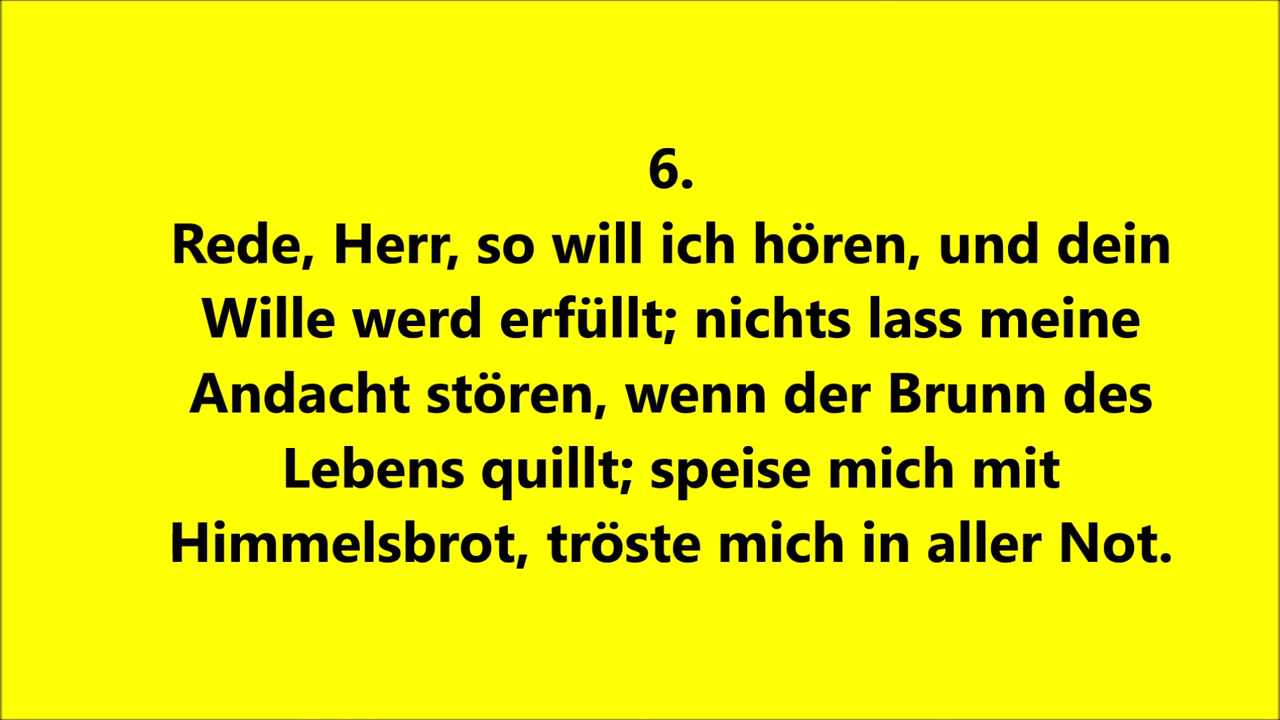 6.
Rede, Herr, so will ich hören, und dein
Wille werd erfüllt; nichts lass meine
Andacht stören, wenn der Brunn des
Lebens quillt; speise mich mit
Himmelsbrot, tröste mich in aller Not.